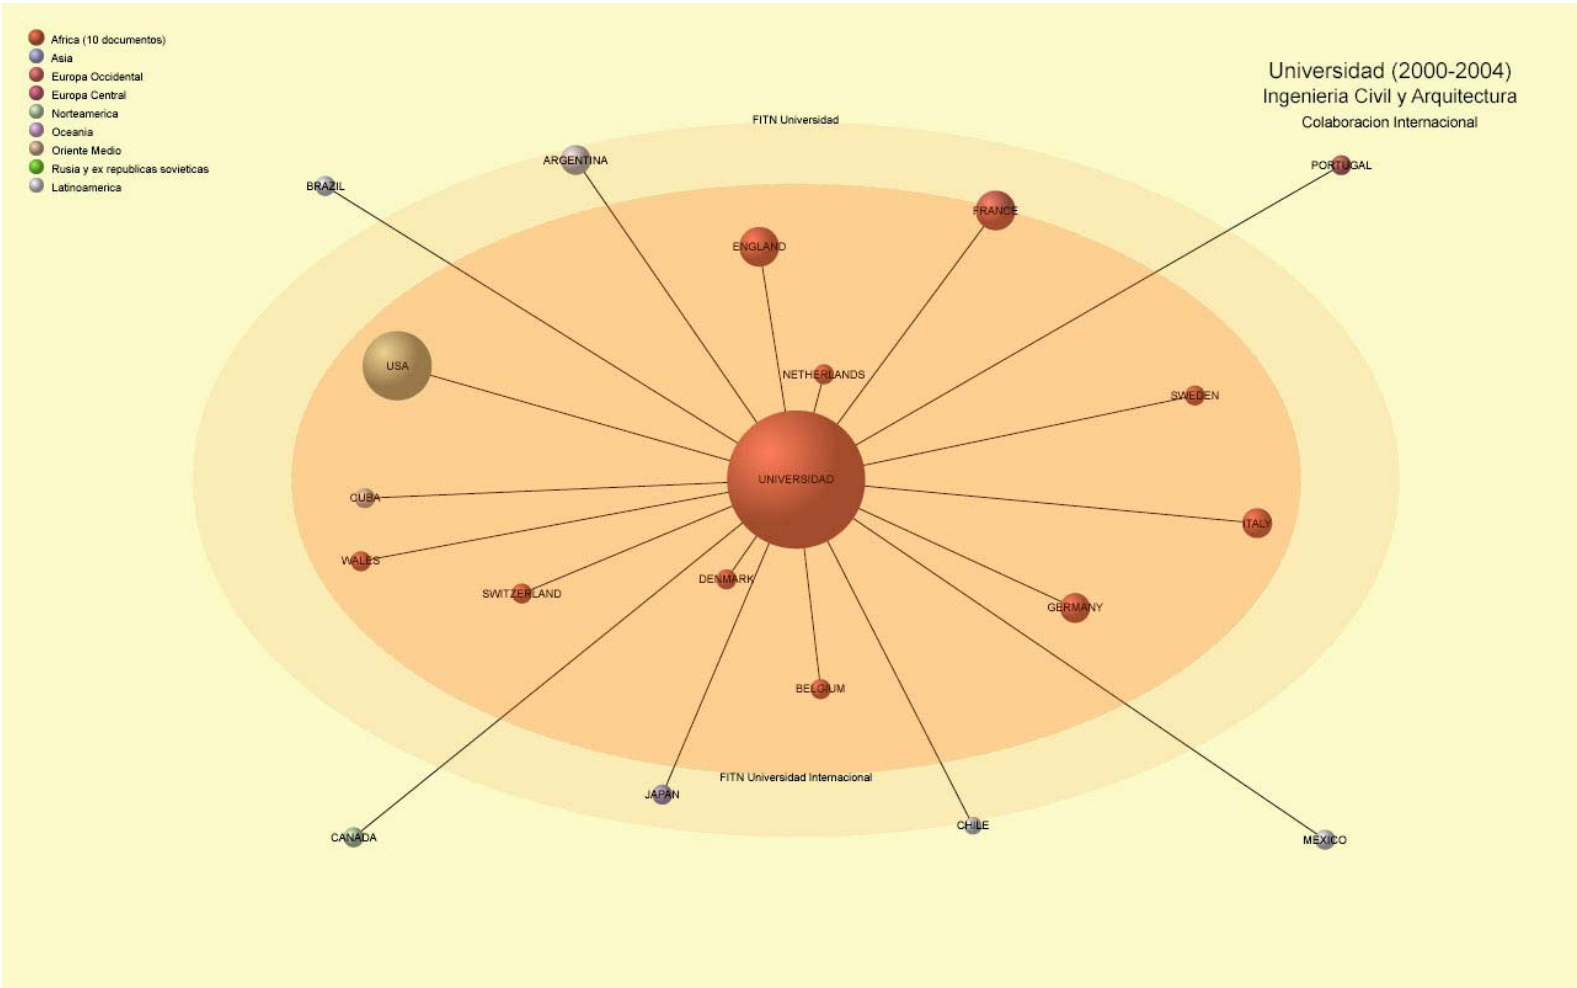 Africa (10 documentos)
Asia
Europa Occidental
Europa Central
Norteamerica
Oceania
Oriente Medio
Rusia y ex republicas sovieticas
Latinoamerica
Universidad (2000-2004)
Ingenieria Civil y Arquitectura
Colaboracion Internacional
FITN Universidad
ARGENTINA
PORTUGAL
BRAZIL
FRANCE
ENGLAND
USA
NETHERLANDS
SWEDEN
UNIVERSIDAD
CUBA
ITALY
WALES
DENMARK
SWITZERLAND
GERMANY
BELGIUM
FITN Universidad Internacional
JAPAN
CHILE
CANADA
MEXICO